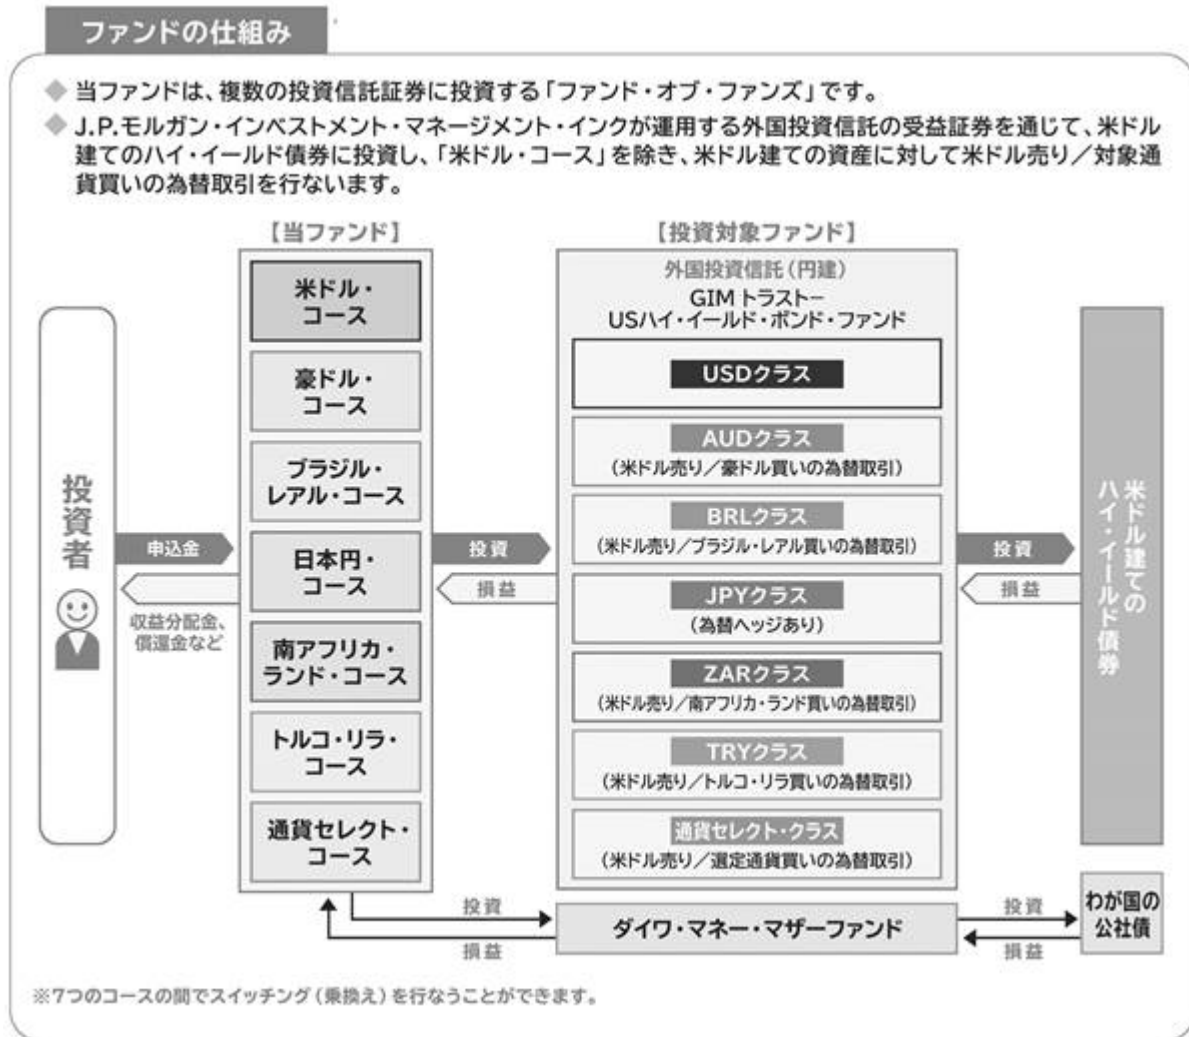 ファンドの仕組み
◆ 当ファンドは、複数の投資信託証券に投資する「ファンド・オブ・ファンズ」です。
◆ J.P.モルガン・インベストメント・マネージメント・インクが運用する外国投資信託の受益証券を通じて、米ドル
建てのハイ・イールド債券に投資し、「米ドル・コース」を除き、米ドル建ての資産に対して米ドル売り／対象通
貨買いの為替取引を行ないます。
【当ファンド】
【投資対象ファンド】
外国投資信託（円建）
GIM トラスト－
USハイ・イールド・ボンド・ファンド
投資者
申込金
収益分配金、
償還金など
米ドル・
コース
豪ドル・
コース
ブラジル・
レアル・コース
日本円・
コース
南アフリカ・
ランド・コース
トルコ・リラ・
コース
通貨セレクト・
コース
投資
損益
USDクラス
AUDクラス
（米ドル売り／豪ドル買いの為替取引）
BRLクラス
（米ドル売り／ブラジル・レアル買いの為替取引）
JPYクラス
（為替ヘッジあり）
ZARクラス
（米ドル売り／南アフリカ・ランド買いの為替取引）
TRYクラス
（米ドル売り／トルコ・リラ買いの為替取引）
通貨セレクト・クラス
（米ドル売り／選定通貨買いの為替取引）
投資
損益
米ドル建ての
ハイ・イールド債券
投資
損益
ダイワ・マネー・マザーファンド
投資
損益
わが国の
公社債
※7つのコースの間でスイッチング（乗換え）を行なうことができます。